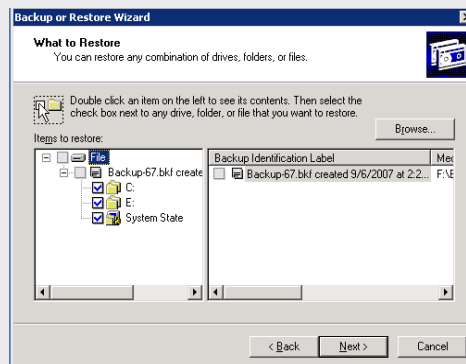 Backup or Restore Wizard
What to Restore
You can restore any combination of drives, folders, or files.
Double click an item on the left to see its contents. Then select the
check box next to any drive, folder, or file that you want to restore.
Browse...
Items to restore:
File
Backup-67.bkf create
C:
E:
System State
Backup Identification Label
Med
Backup-67.bkf created 9/6/2007 at 2:2...
F:\B
< Back
Next >
Cancel